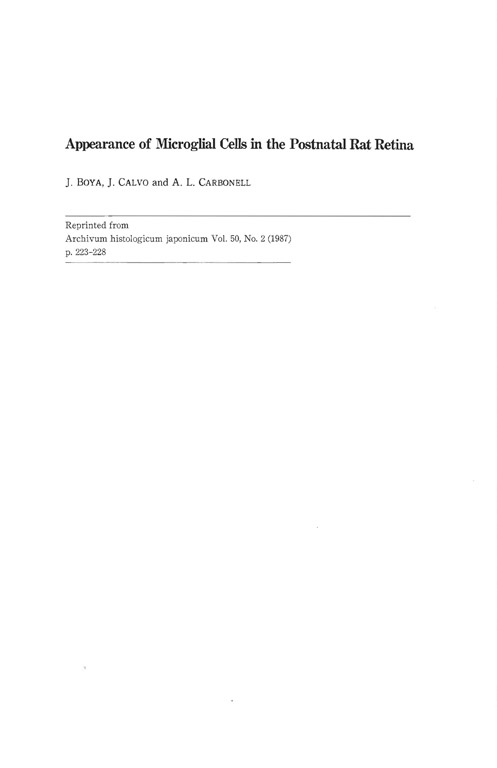 Appearance of Microglial Cells in the Postnatal Rat Retina
J. BOYA, J. CALVO and A. L. CARBONELL
Reprinted from
Archivum histologicum japonicum Vol. 50, No. 2 (1987)
p. 223–228